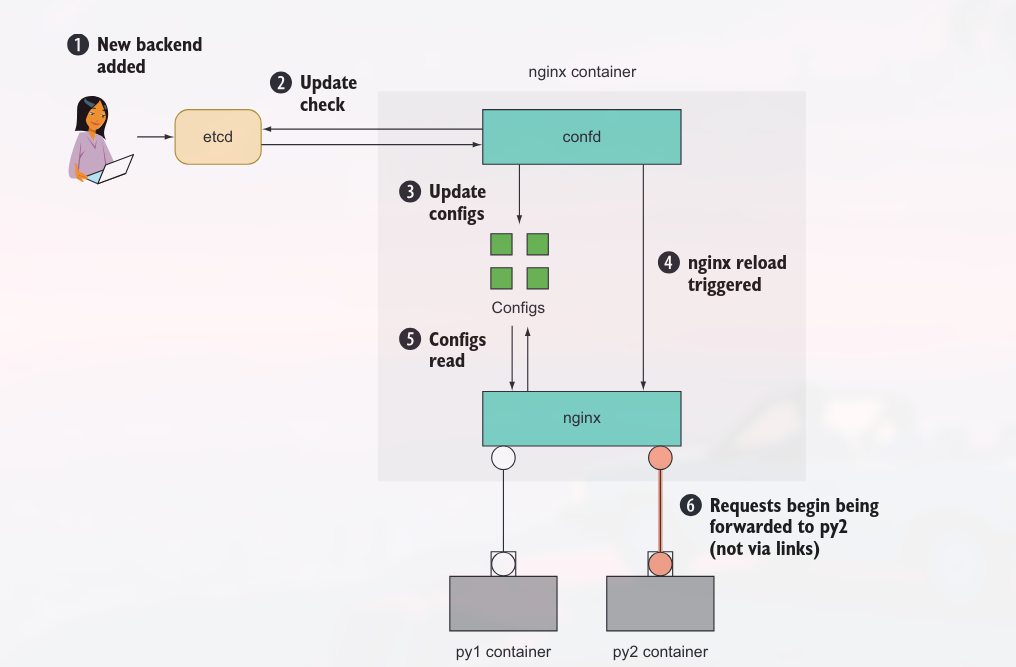 1 New backend
added
2 Update
check
nginx container
etcd
confd
3 Update
configs
4 nginx reload
triggered
Configs
5 Configs
read
nginx
6 Requests begin being
forwarded to py2
(not via links)
py1 container
py2 container